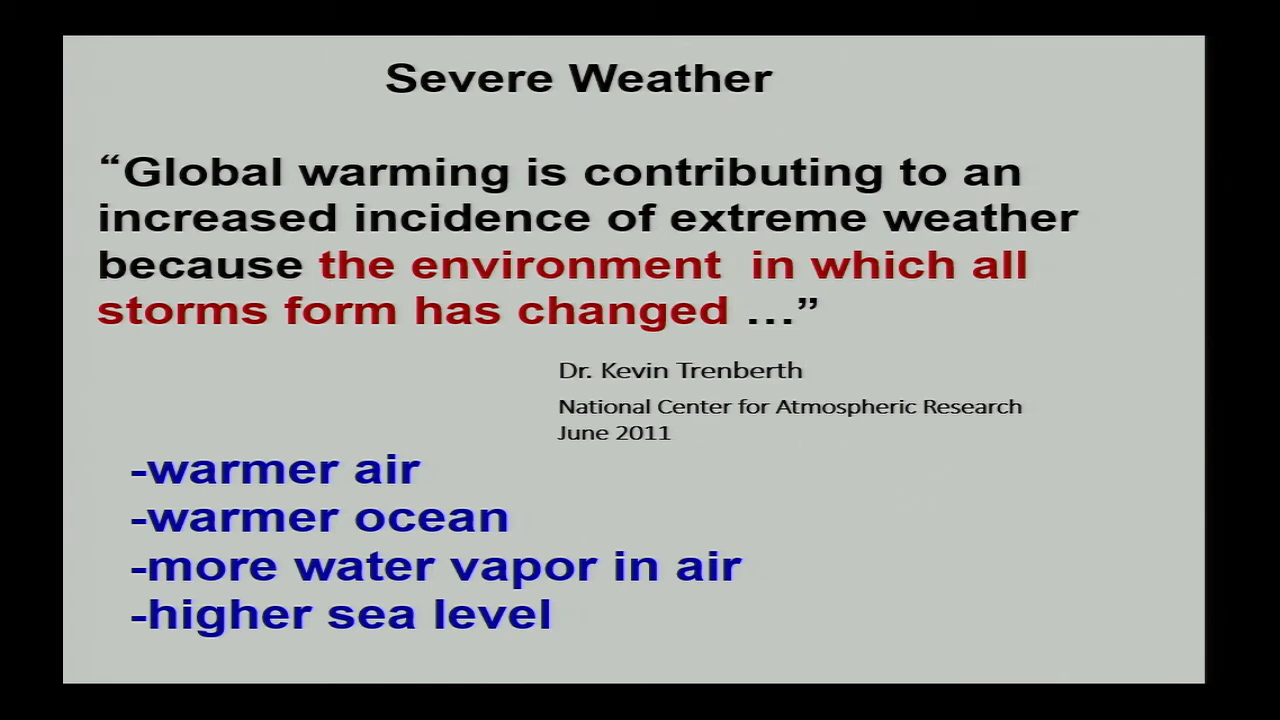 Severe Weather
“Global warming is contributing to an
increased incidence of extreme weather
because the environment in which all
storms form has changed …”
Dr. Kevin Trenberth
National Center for Atmospheric Research
June 2011
-warmer air
-warmer ocean
-more water vapor in air
-higher sea level